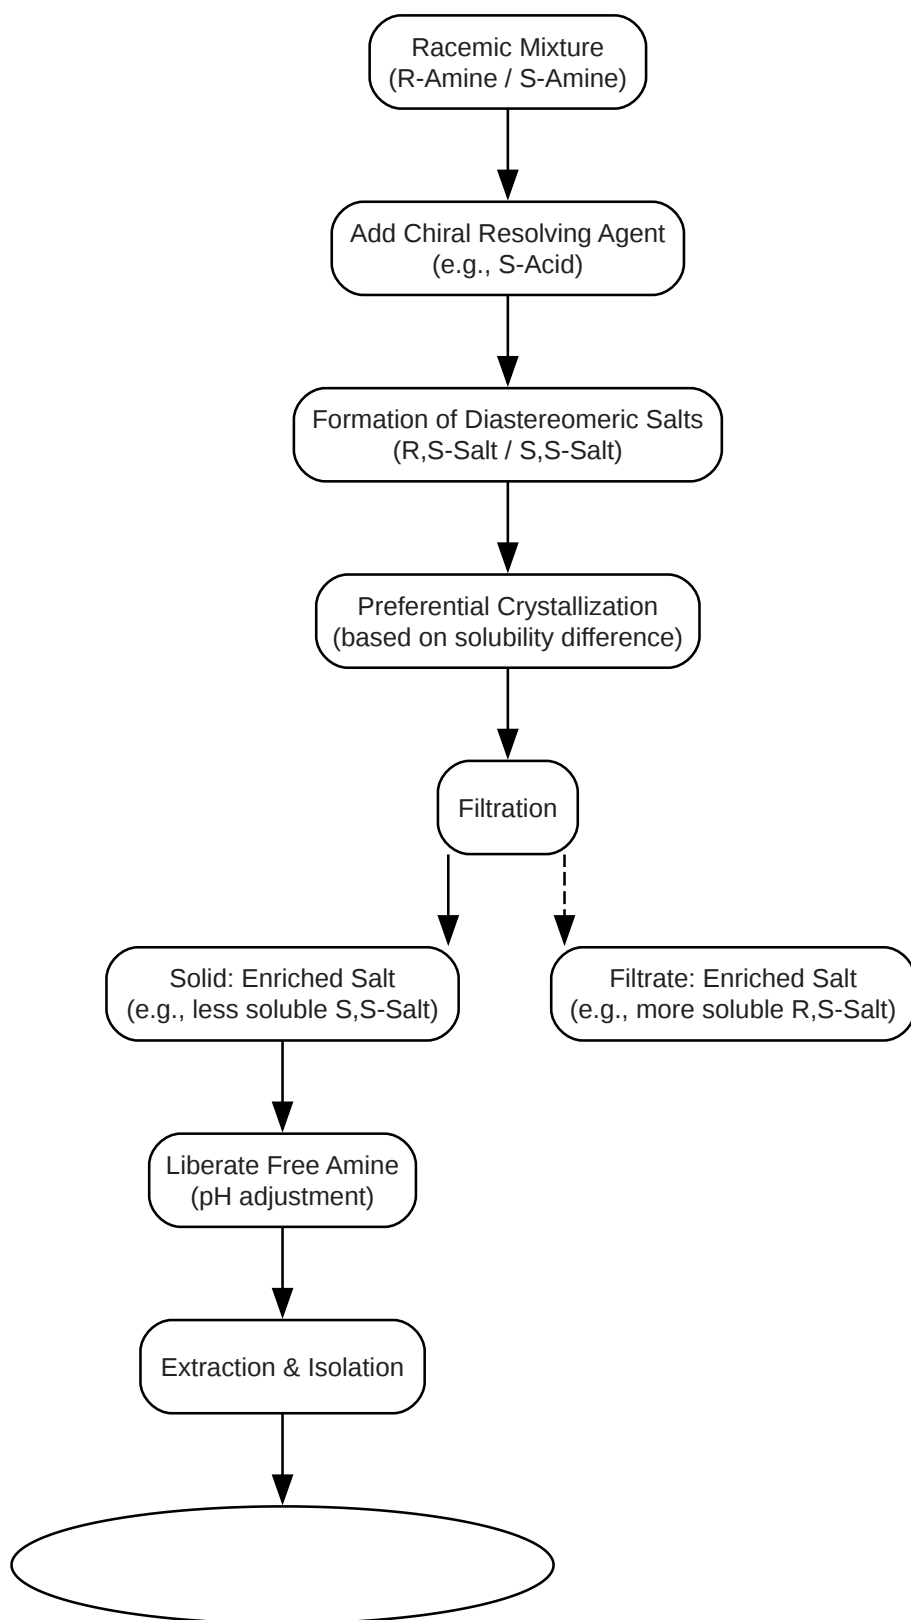 Racemic Mixture
(R-Amine / S-Amine)
Add Chiral Resolving Agent
(e.g., S-Acid)
Formation of Diastereomeric Salts
(R,S-Salt / S,S-Salt)
Preferential Crystallization
(based on solubility difference)
Filtration
Solid: Enriched Salt
(e.g., less soluble S,S-Salt)
Filtrate: Enriched Salt
(e.g., more soluble R,S-Salt)
Liberate Free Amine
(pH adjustment)
Extraction & Isolation